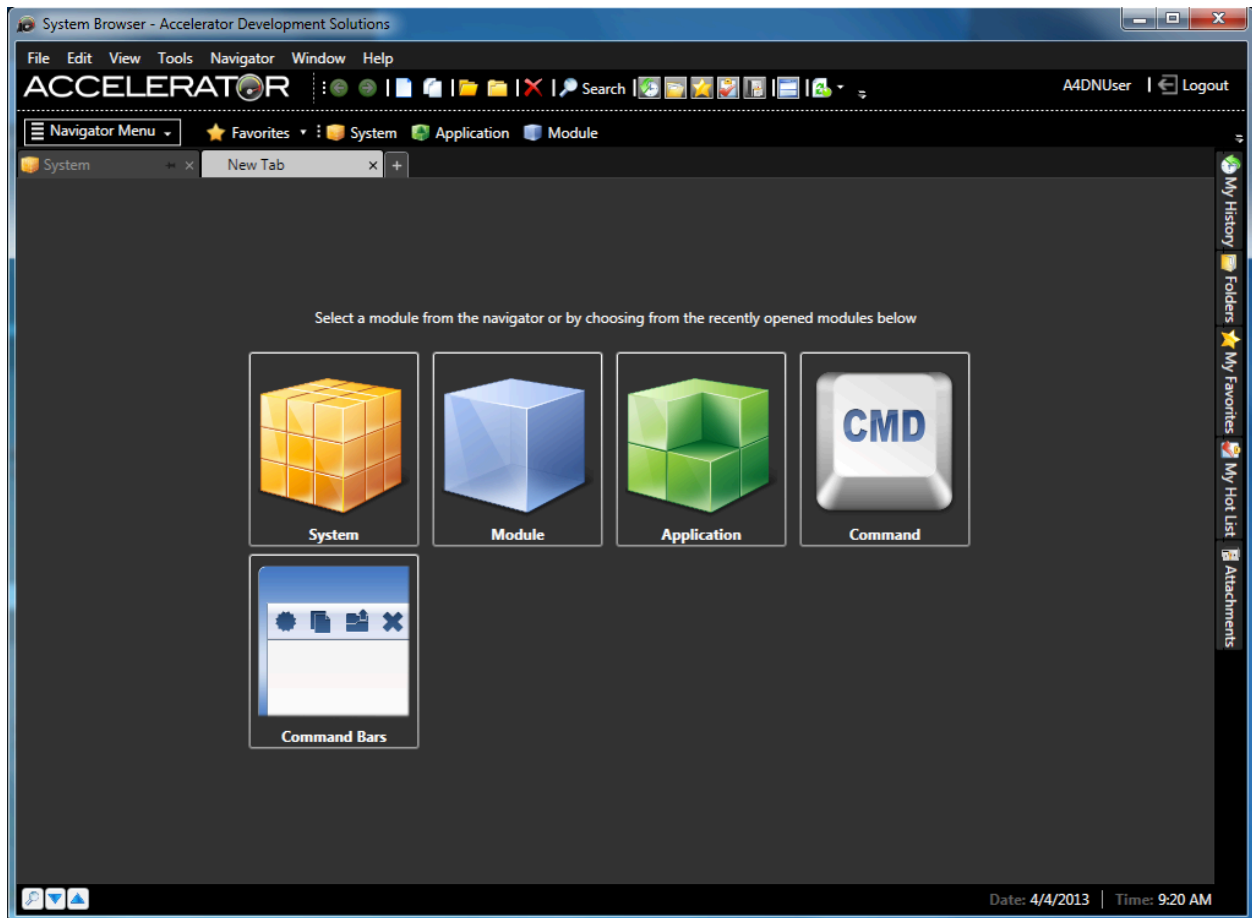 System Browser - Accelerator Development Solutions
File Edit View Tools Navigator Window Help
ACCELERATOR Search A4DNUser Logout
Navigator Menu Favorites System Application Module
System New Tab
My History
Folders
My Favorites
My Hot List
Attachments
Select a module from the navigator or by choosing from the recently opened modules below
CMD
System Module Application Command
Command Bars
Date: 4/4/2013 Time: 9:20 AM